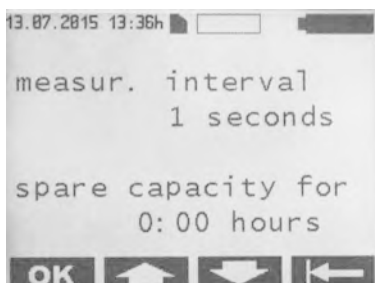 13.07.2015 13:36h
measur. interval
1 seconds
spare capacity for
0:00 hours
OK